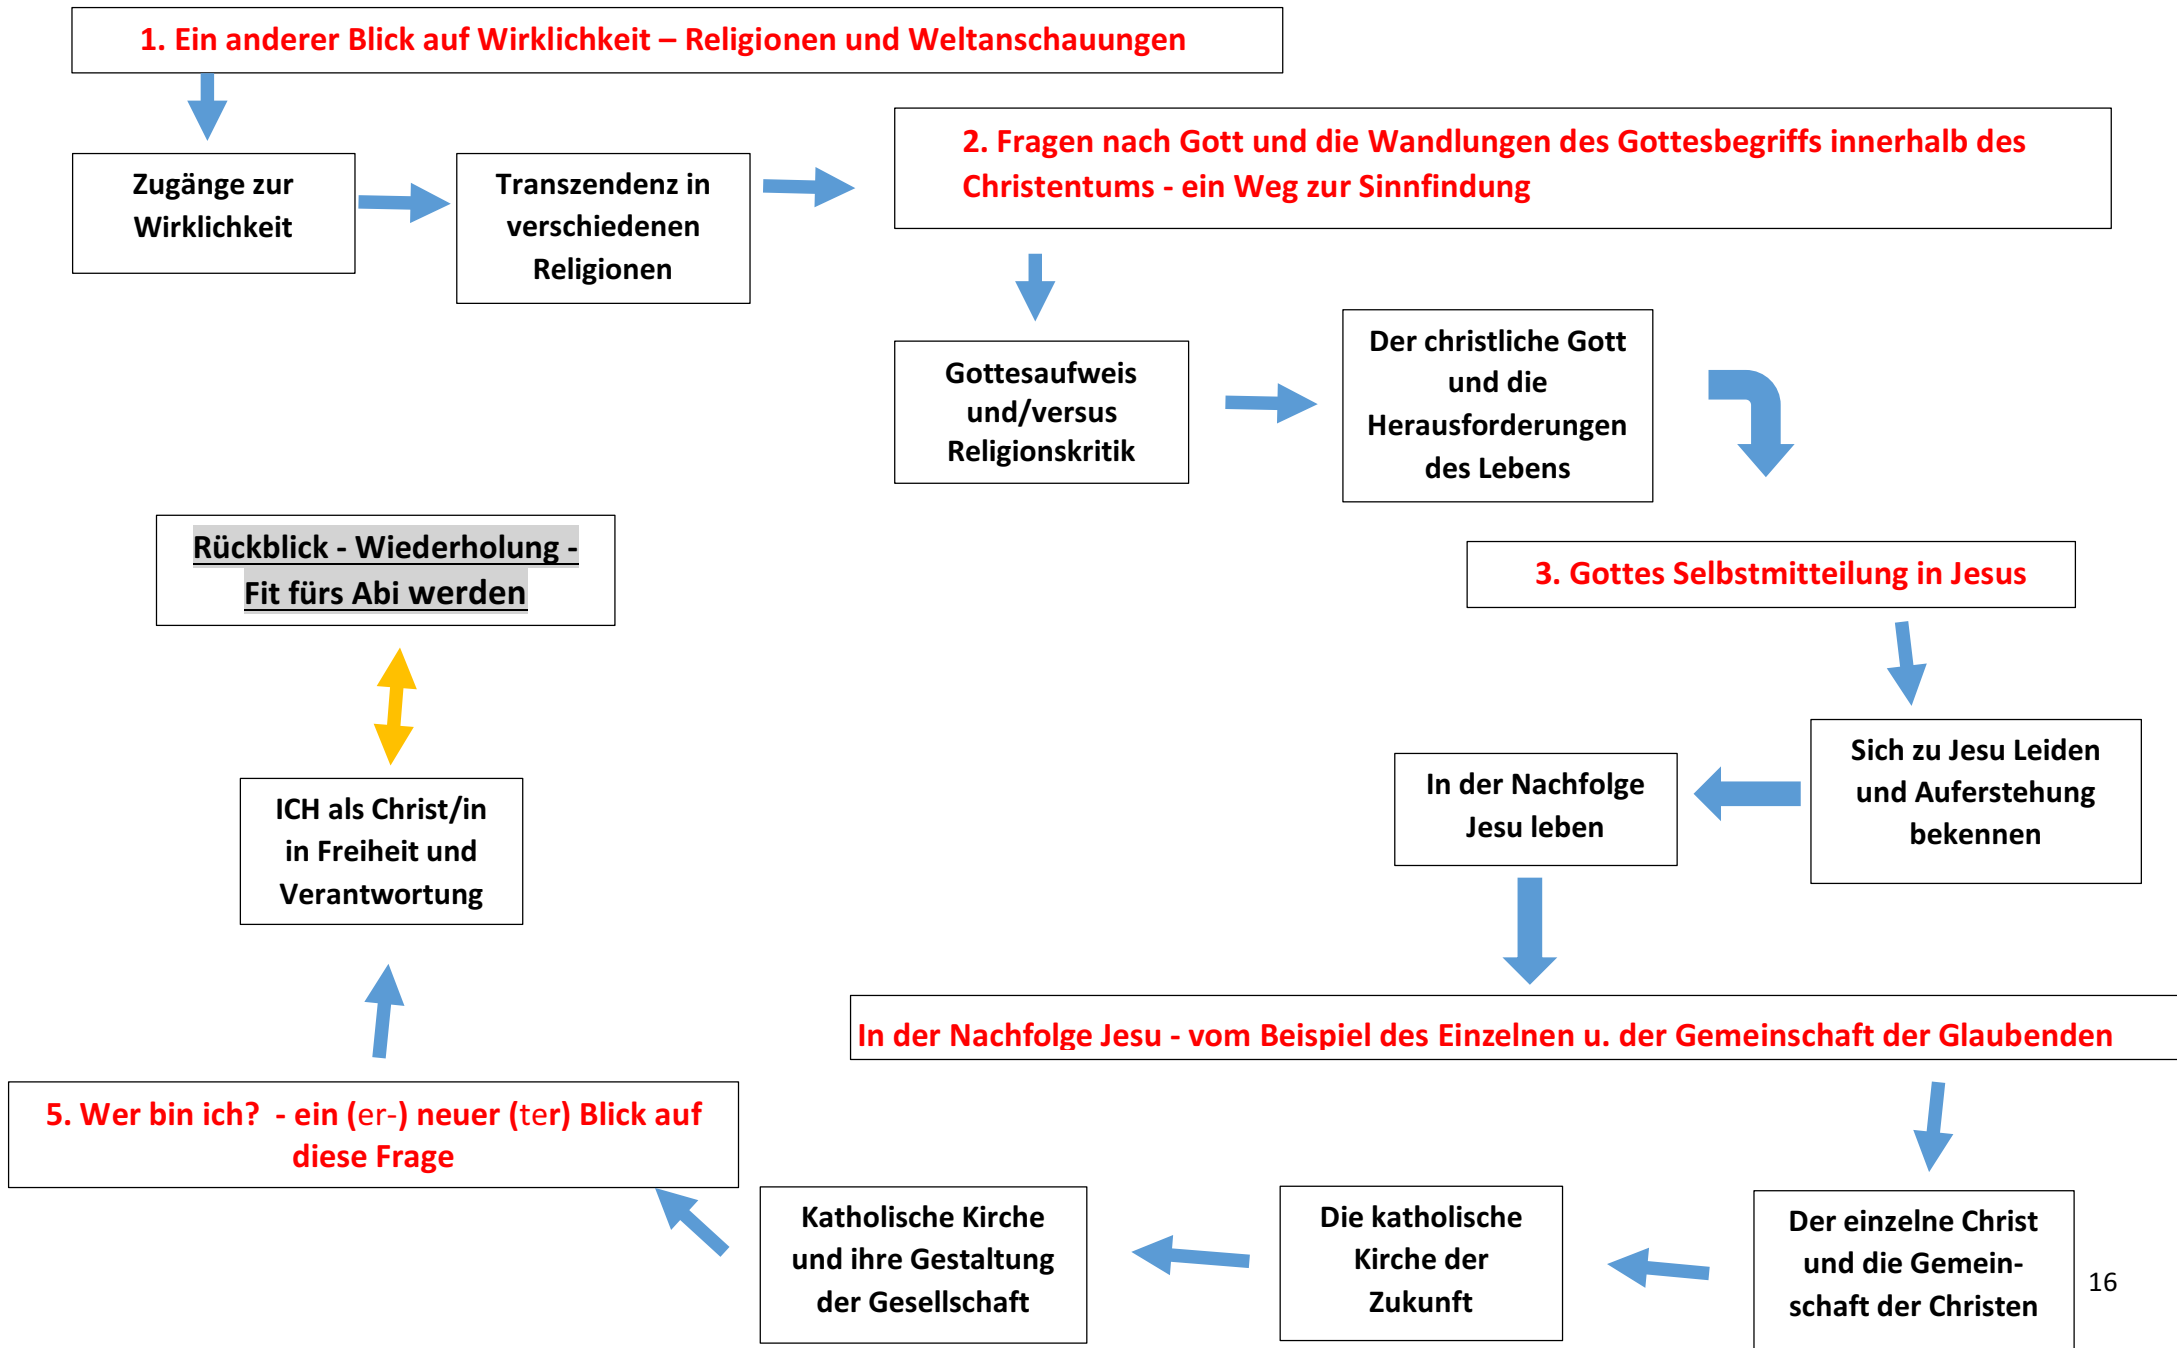 1. Ein anderer Blick auf Wirklichkeit – Religionen und Weltanschauungen
Zugänge zur
Wirklichkeit
Transzendenz in
verschiedenen
Religionen
2. Fragen nach Gott und die Wandlungen des Gottesbegriffs innerhalb des
Christentums - ein Weg zur Sinnfindung
Gottesaufweis
und/versus
Religionskritik
Der christliche Gott
und die
Herausforderungen
des Lebens
3. Gottes Selbstmitteilung in Jesus
Sich zu Jesu Leiden
und Auferstehung
bekennen
In der Nachfolge
Jesu leben
In der Nachfolge Jesu - vom Beispiel des Einzelnen u. der Gemeinschaft der Glaubenden
Der einzelne Christ
und die Gemein-
schaft der Christen
Die katholische
Kirche der
Zukunft
Katholische Kirche
und ihre Gestaltung
der Gesellschaft
5. Wer bin ich?  - ein (er-) neuer (ter) Blick auf
diese Frage
ICH als Christ/in
in Freiheit und
Verantwortung
Rückblick - Wiederholung -
Fit fürs Abi werden
16